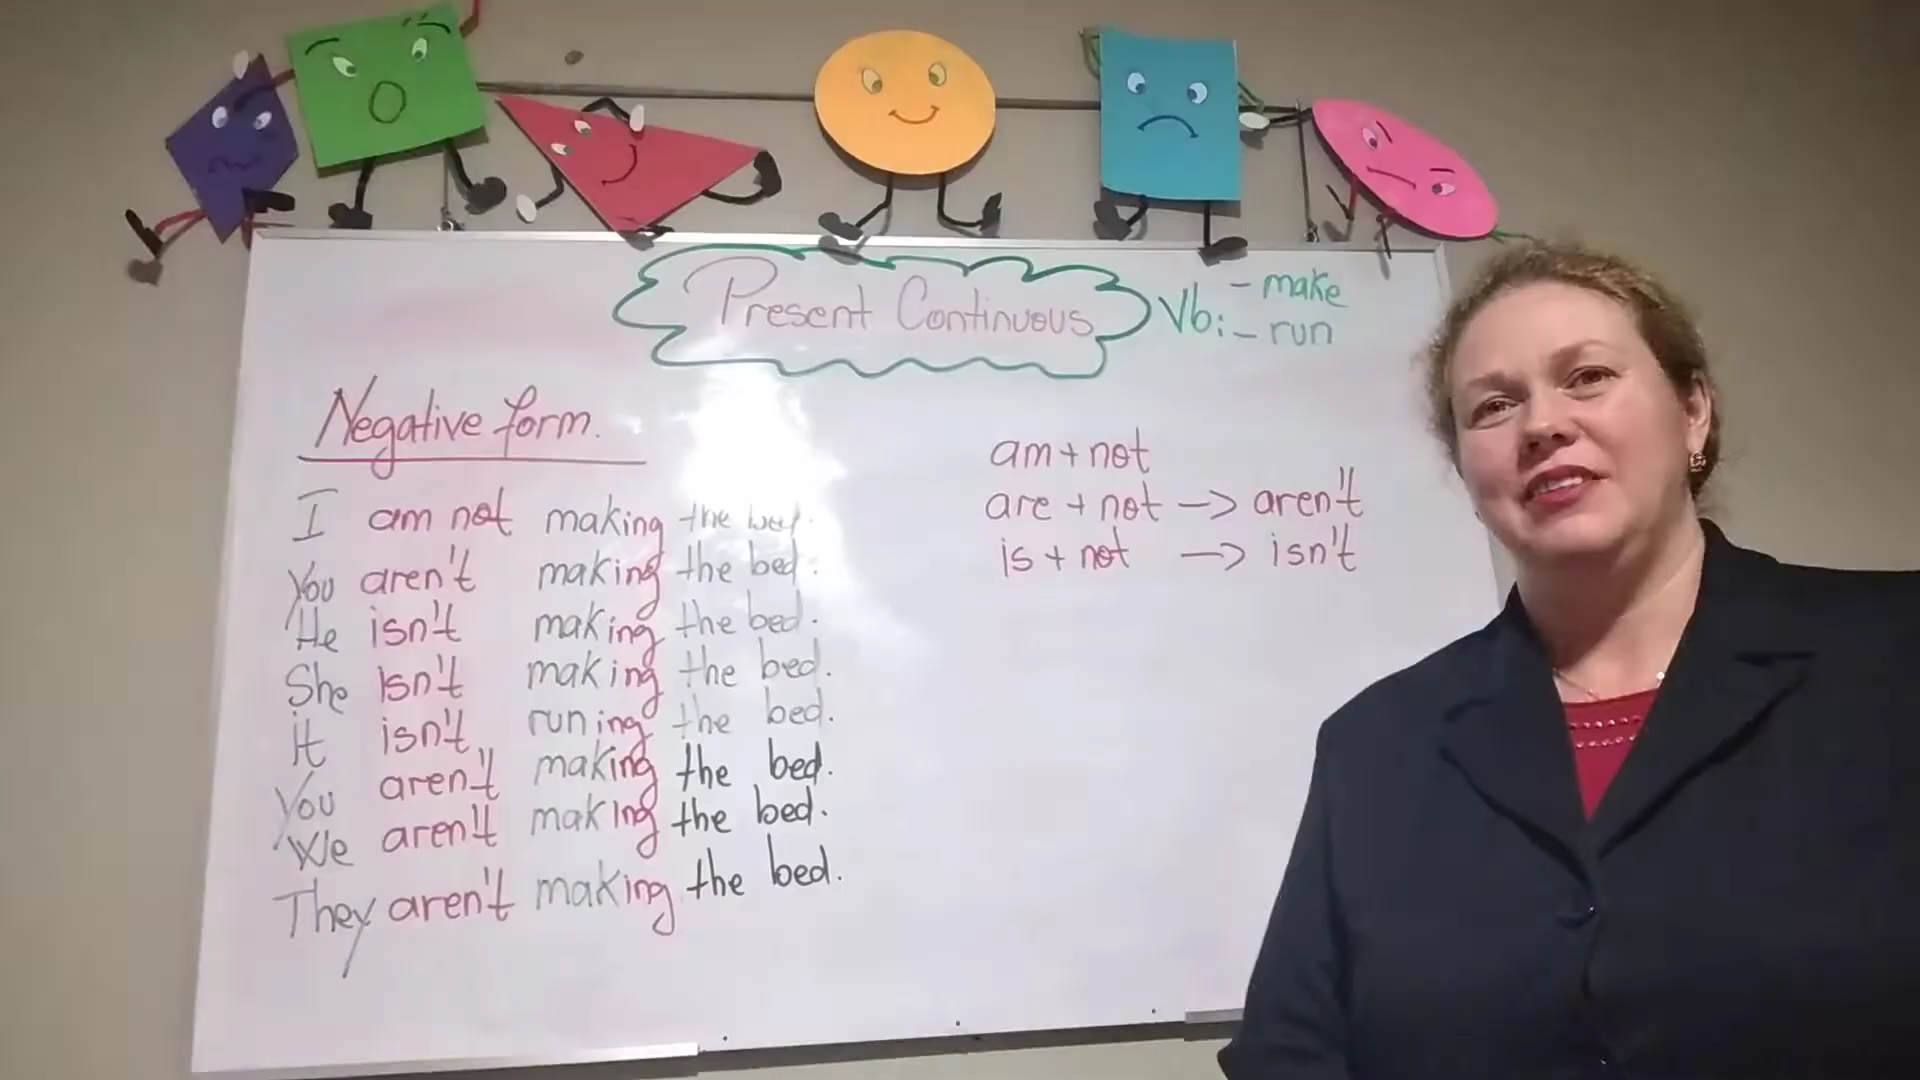 Present Continuous
Vb: - make
- run
Negative form.
I am not making the bed.
You aren't making the bed.
He isn't making the bed.
She isn't making the bed.
it isn't runing the bed.
You aren't making the bed.
We aren't making the bed.
They aren't making the bed.
am + not
are + not -> aren't
is + not -> isn't